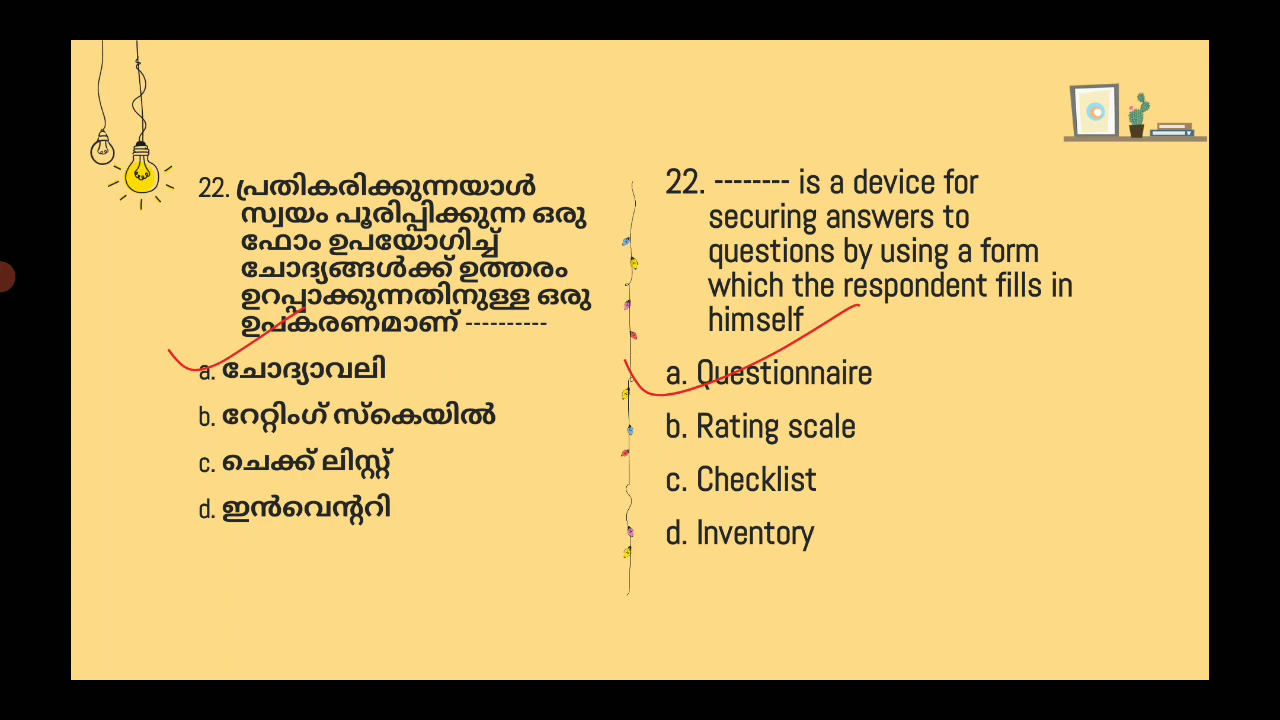 22. പ്രതികരിക്കുന്നയാൾ
സ്വയം പൂരിപ്പിക്കുന്ന ഒരു
ഫോം ഉപയോഗിച്ച്
ചോദ്യങ്ങൾക്ക് ഉത്തരം
ഉറപ്പാക്കുന്നതിനുള്ള ഒരു
ഉപകരണമാണ് ----------
a. ചോദ്യാവലി
b. റേറ്റിംഗ് സ്കെയിൽ
c. ചെക്ക് ലിസ്റ്റ്
d. ഇൻവെന്ററി
22. -------- is a device for
securing answers to
questions by using a form
which the respondent fills in
himself
a. Questionnaire
b. Rating scale
c. Checklist
d. Inventory